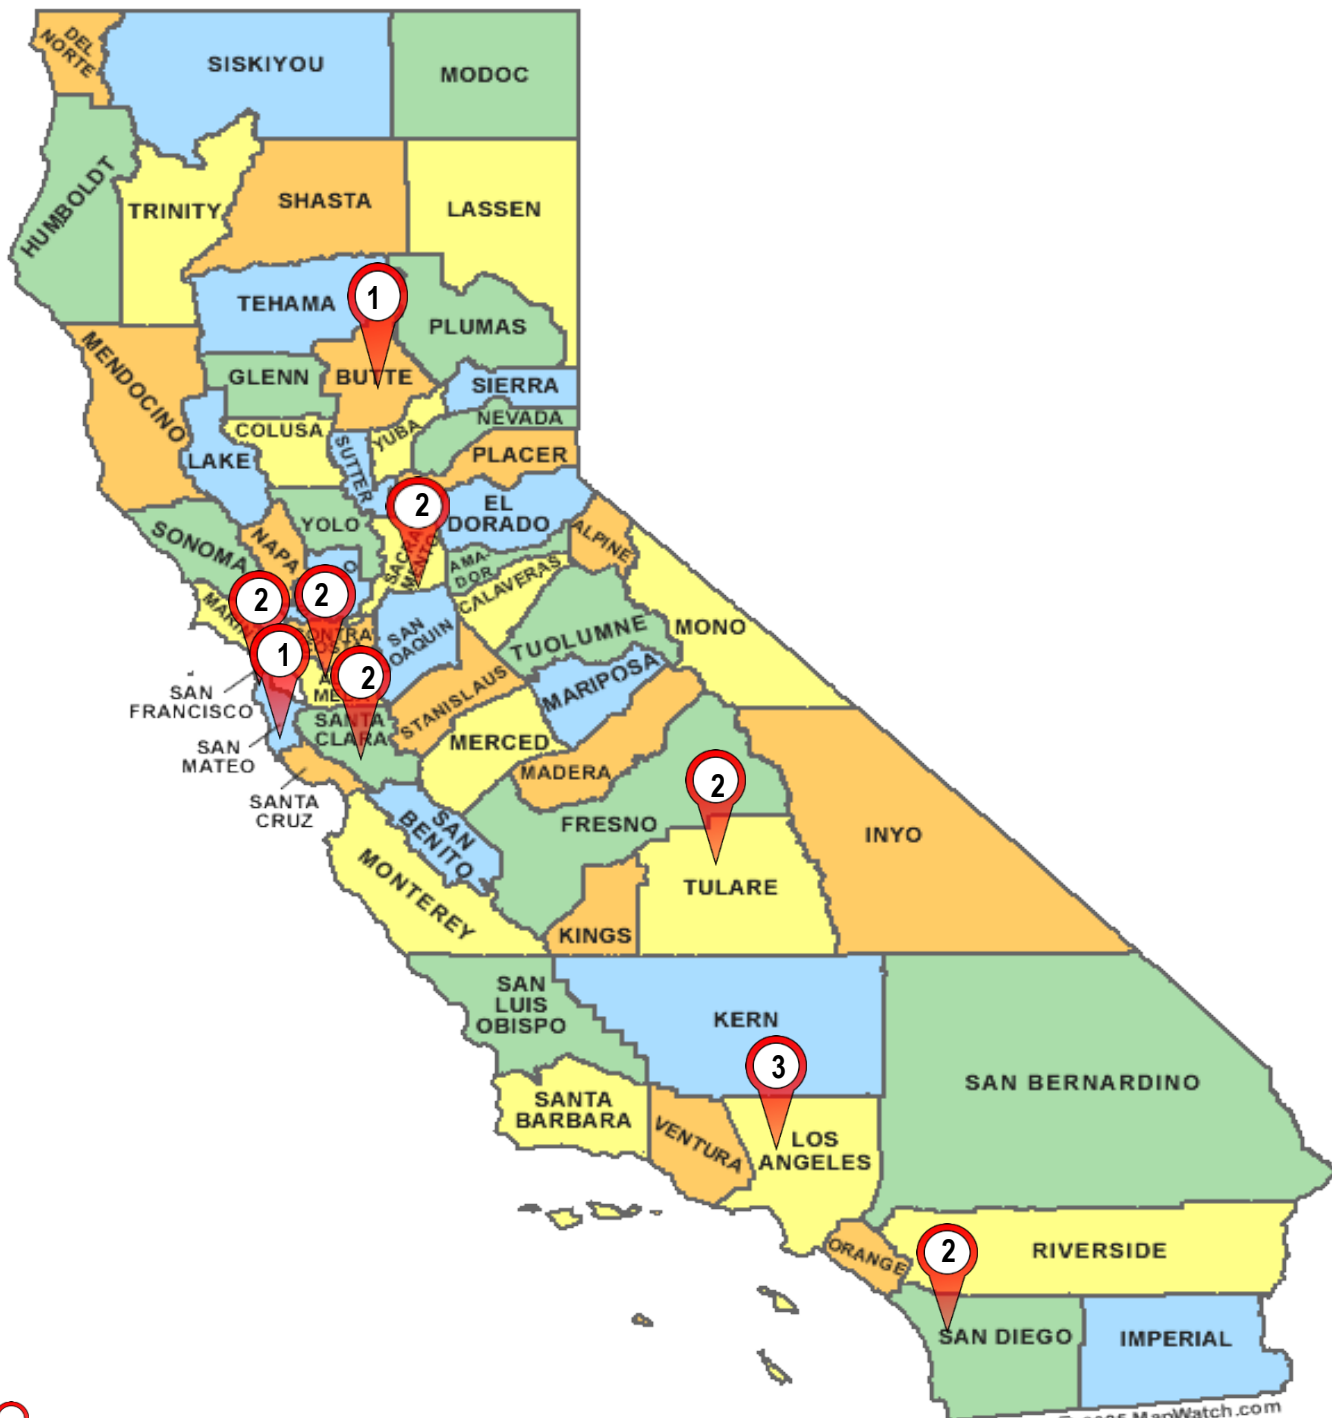 DEL
NORTE
SISKIYOU
MODOC
HUMBOLDT
TRINITY
SHASTA
LASSEN
TEHAMA
1
PLUMAS
MENDOCINO
GLENN
BUTTE
SIERRA
COLUSA
NEVADA
YUBA
SUTTER
LAKE
PLACER
2
EL
DORADO
YOLO
SONOMA
NAPA
SACRA
MENTO
ALPINE
AMA-
DOR
CALAVERAS
2
2
MARIN
CONTRA
SAN
JOAQUIN
TUOLUMNE
MONO
1
2
SAN
FRANCISCO
MARIPOSA
STANISLAUS
SANTA
CLARA
MERCED
SAN
MATEO
MADERA
2
SANTA
CRUZ
SAN
BENITO
FRESNO
INYO
MONTEREY
TULARE
KINGS
SAN
LUIS
OBISPO
KERN
3
SAN BERNARDINO
SANTA
BARBARA
VENTURA
LOS
ANGELES
ORANGE
2
RIVERSIDE
SAN DIEGO
IMPERIAL
MapWatch.com